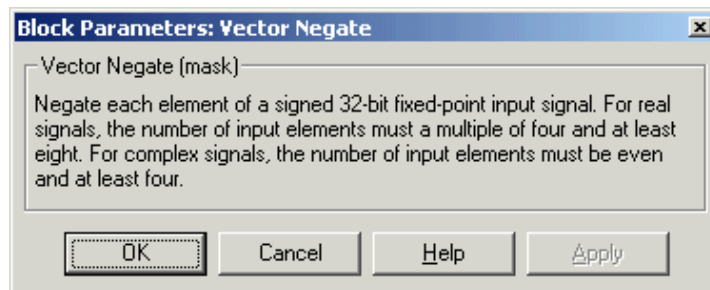 Block Parameters: Vector Negate
Vector Negate (mask)
Negate each element of a signed 32-bit fixed-point input signal. For real
signals, the number of input elements must a multiple of four and at least
eight. For complex signals, the number of input elements must be even
and at least four.
OK Cancel Help Apply